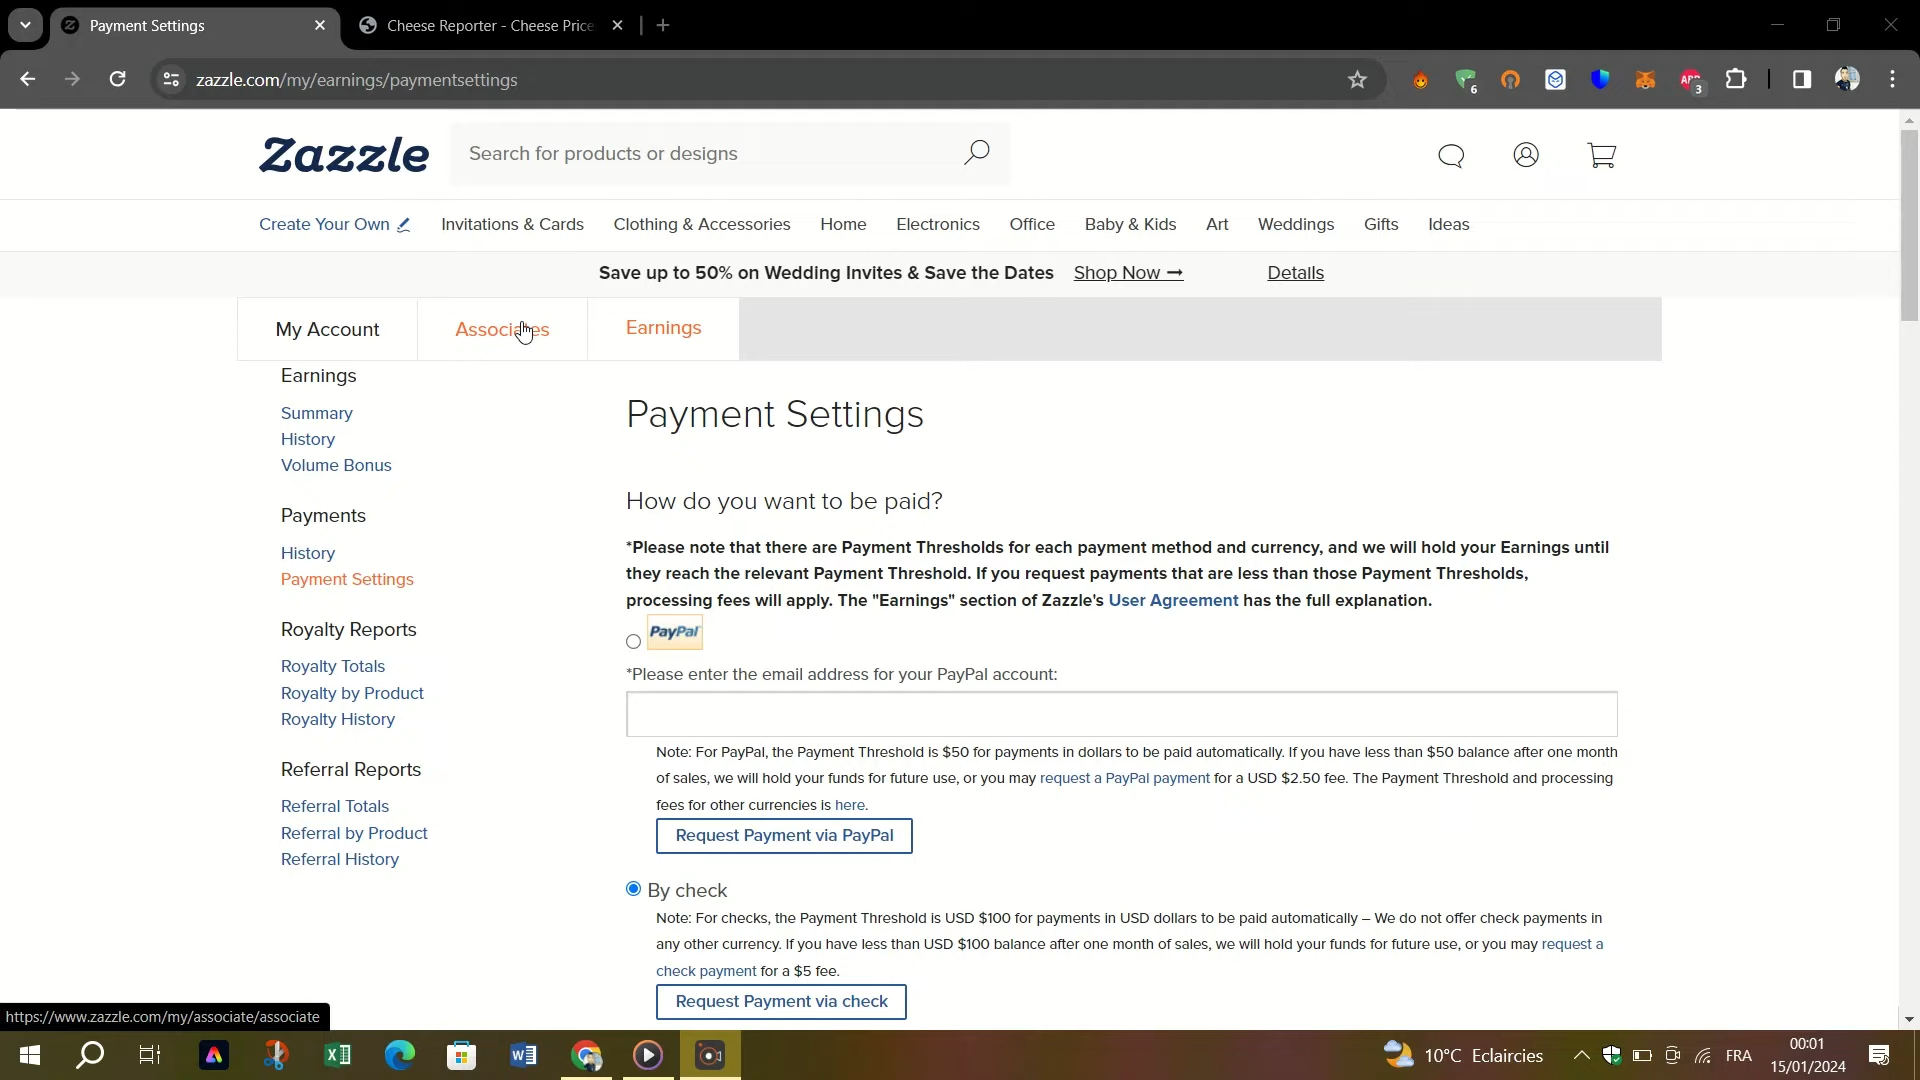 Payment Settings
Cheese Reporter - Cheese Price
zazzle.com/my/earnings/paymentsettings
6
ABP
3
Zazzle
Search for products or designs
Create Your Own
Invitations & Cards
Clothing & Accessories
Home
Electronics
Office
Baby & Kids
Art
Weddings
Gifts
Ideas
Save up to 50% on Wedding Invites & Save the Dates Shop Now → Details
My Account
Associates
Earnings
Earnings
Summary
History
Volume Bonus
Payments
History
Payment Settings
Royalty Reports
Royalty Totals
Royalty by Product
Royalty History
Referral Reports
Referral Totals
Referral by Product
Referral History
Payment Settings
How do you want to be paid?
*Please note that there are Payment Thresholds for each payment method and currency, and we will hold your Earnings until
they reach the relevant Payment Threshold. If you request payments that are less than those Payment Thresholds,
processing fees will apply. The "Earnings" section of Zazzle's User Agreement has the full explanation.
PayPal
*Please enter the email address for your PayPal account:
Note: For PayPal, the Payment Threshold is $50 for payments in dollars to be paid automatically. If you have less than $50 balance after one month
of sales, we will hold your funds for future use, or you may request a PayPal payment for a USD $2.50 fee. The Payment Threshold and processing
fees for other currencies is here.
Request Payment via PayPal
By check
Note: For checks, the Payment Threshold is USD $100 for payments in USD dollars to be paid automatically – We do not offer check payments in
any other currency. If you have less than USD $100 balance after one month of sales, we will hold your funds for future use, or you may request a
check payment for a $5 fee.
Request Payment via check
https://www.zazzle.com/my/associate/associate
10°C Eclaircies
FRA
00:01
15/01/2024